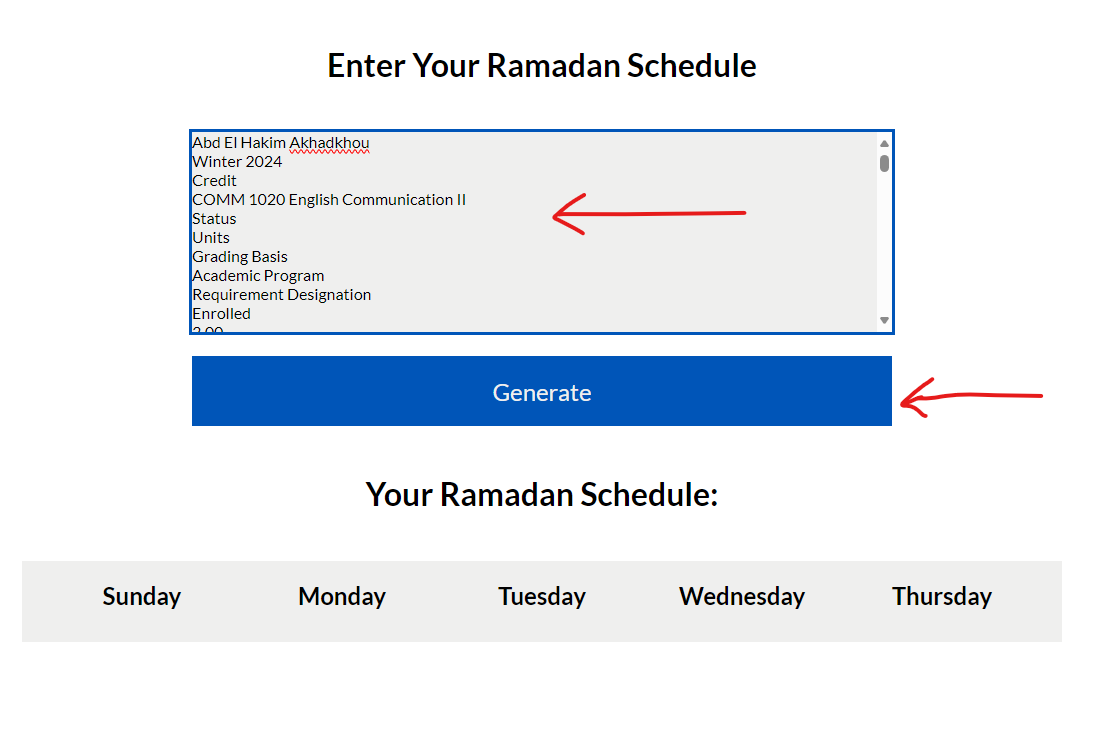 Enter Your Ramadan Schedule
Abd El Hakim Akhadkhou
Winter 2024
Credit
COMM 1020 English Communication II
Status
Units
Grading Basis
Academic Program
Requirement Designation
Enrolled
Generate
Your Ramadan Schedule:
Sunday Monday Tuesday Wednesday Thursday